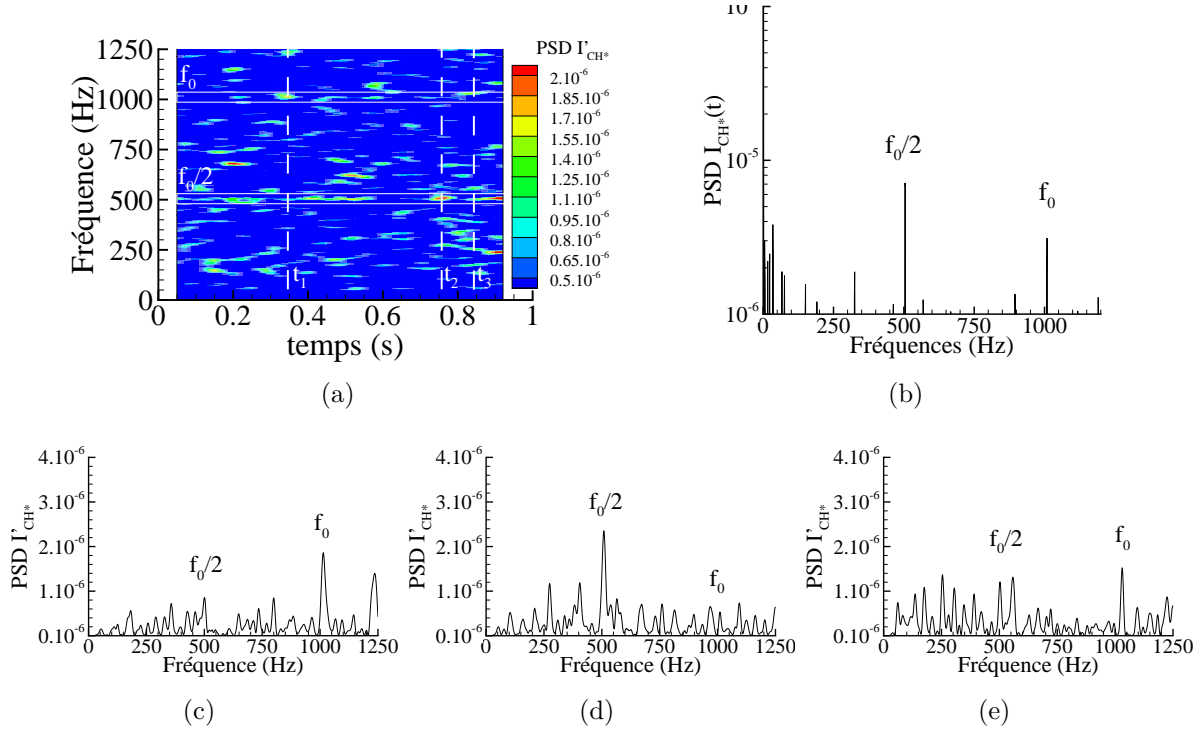 PSD I'CH*
1250
1000
750
500
250
0
Fréquence (Hz)
f0
f0/2
t1
t2
t3
0 0.2 0.4 0.6 0.8 1
temps (s)
2.10-6
1.85.10-6
1.7.10-6
1.55.10-6
1.4.10-6
1.25.10-6
1.1.10-6
0.95.10-6
0.8.10-6
0.65.10-6
0.5.10-6
(a)
10
10-5
10-6
PSD ICH*(t)
f0/2
f0
0 250 500 750 1000
Fréquences (Hz)
(b)
4.10-6
3.10-6
2.10-6
1.10-6
0.10-6
PSD I'CH*
f0/2
f0
0 250 500 750 1000 1250
Fréquence (Hz)
(c)
4.10-6
3.10-6
2.10-6
1.10-6
0.10-6
PSD I'CH*
f0/2
f0
0 250 500 750 1000 1250
Fréquence (Hz)
(d)
4.10-6
3.10-6
2.10-6
1.10-6
0.10-6
PSD I'CH*
f0/2
f0
0 250 500 750 1000 1250
Fréquence (Hz)
(e)